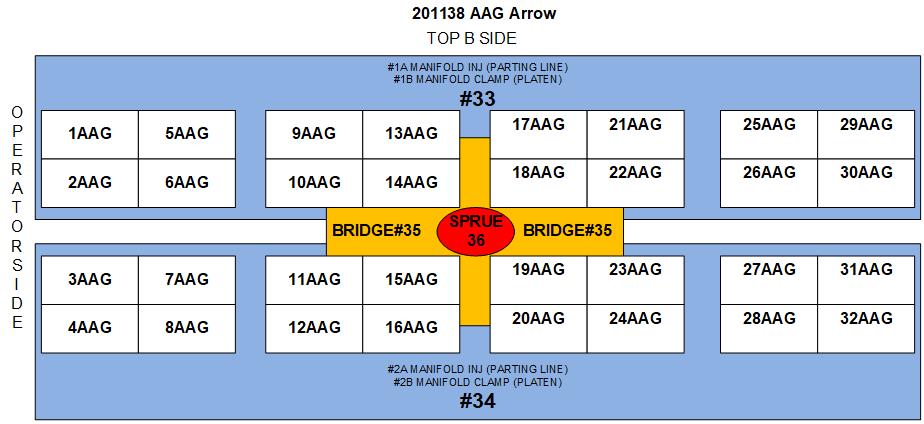 201138 AAG Arrow
TOP B SIDE
#1A MANIFOLD INJ (PARTING LINE)
#1B MANIFOLD CLAMP (PLATEN)
#33
OPERATORSIDE
1AAG 5AAG 9AAG 13AAG 17AAG 21AAG 25AAG 29AAG
2AAG 6AAG 10AAG 14AAG 18AAG 22AAG 26AAG 30AAG
BRIDGE#35 SPRUE 36 BRIDGE#35
3AAG 7AAG 11AAG 15AAG 19AAG 23AAG 27AAG 31AAG
4AAG 8AAG 12AAG 16AAG 20AAG 24AAG 28AAG 32AAG
#2A MANIFOLD INJ (PARTING LINE)
#2B MANIFOLD CLAMP (PLATEN)
#34